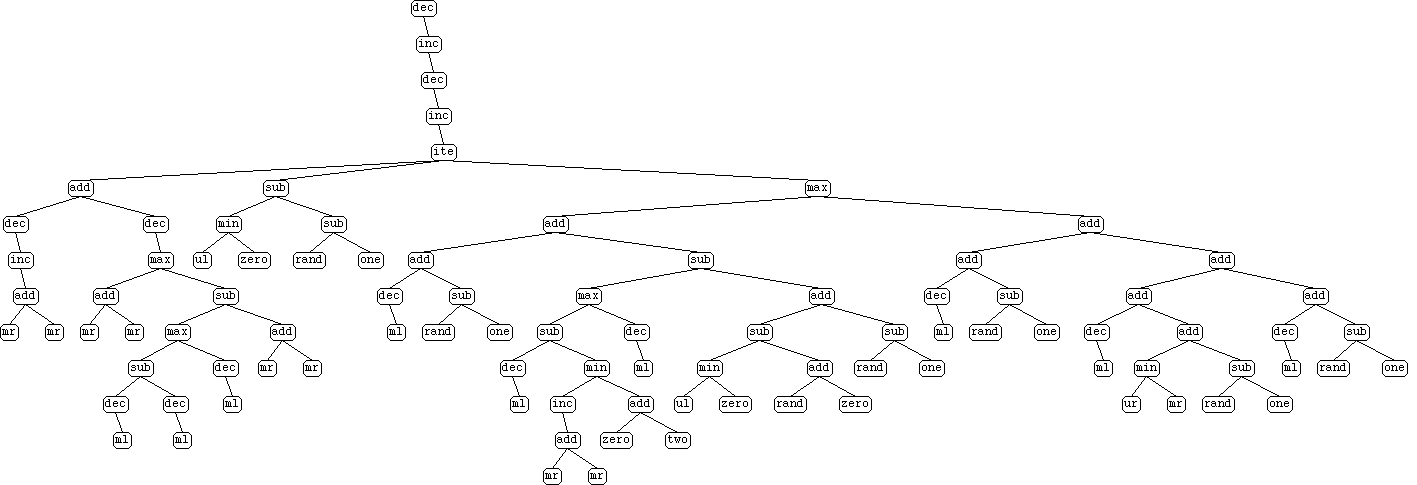 dec
inc
dec
inc
ite
add sub max
dec dec min sub add add
inc max ul zero rand one add sub add add
add add sub dec sub max add dec sub add add
mr mr mr mr max add ml rand one sub dec sub sub ml rand one dec add dec sub
sub dec mr mr dec min ml min add rand one ml min sub ml rand one
dec dec ml ml inc add ul zero rand zero ur mr rand one
ml ml add zero two
mr mr